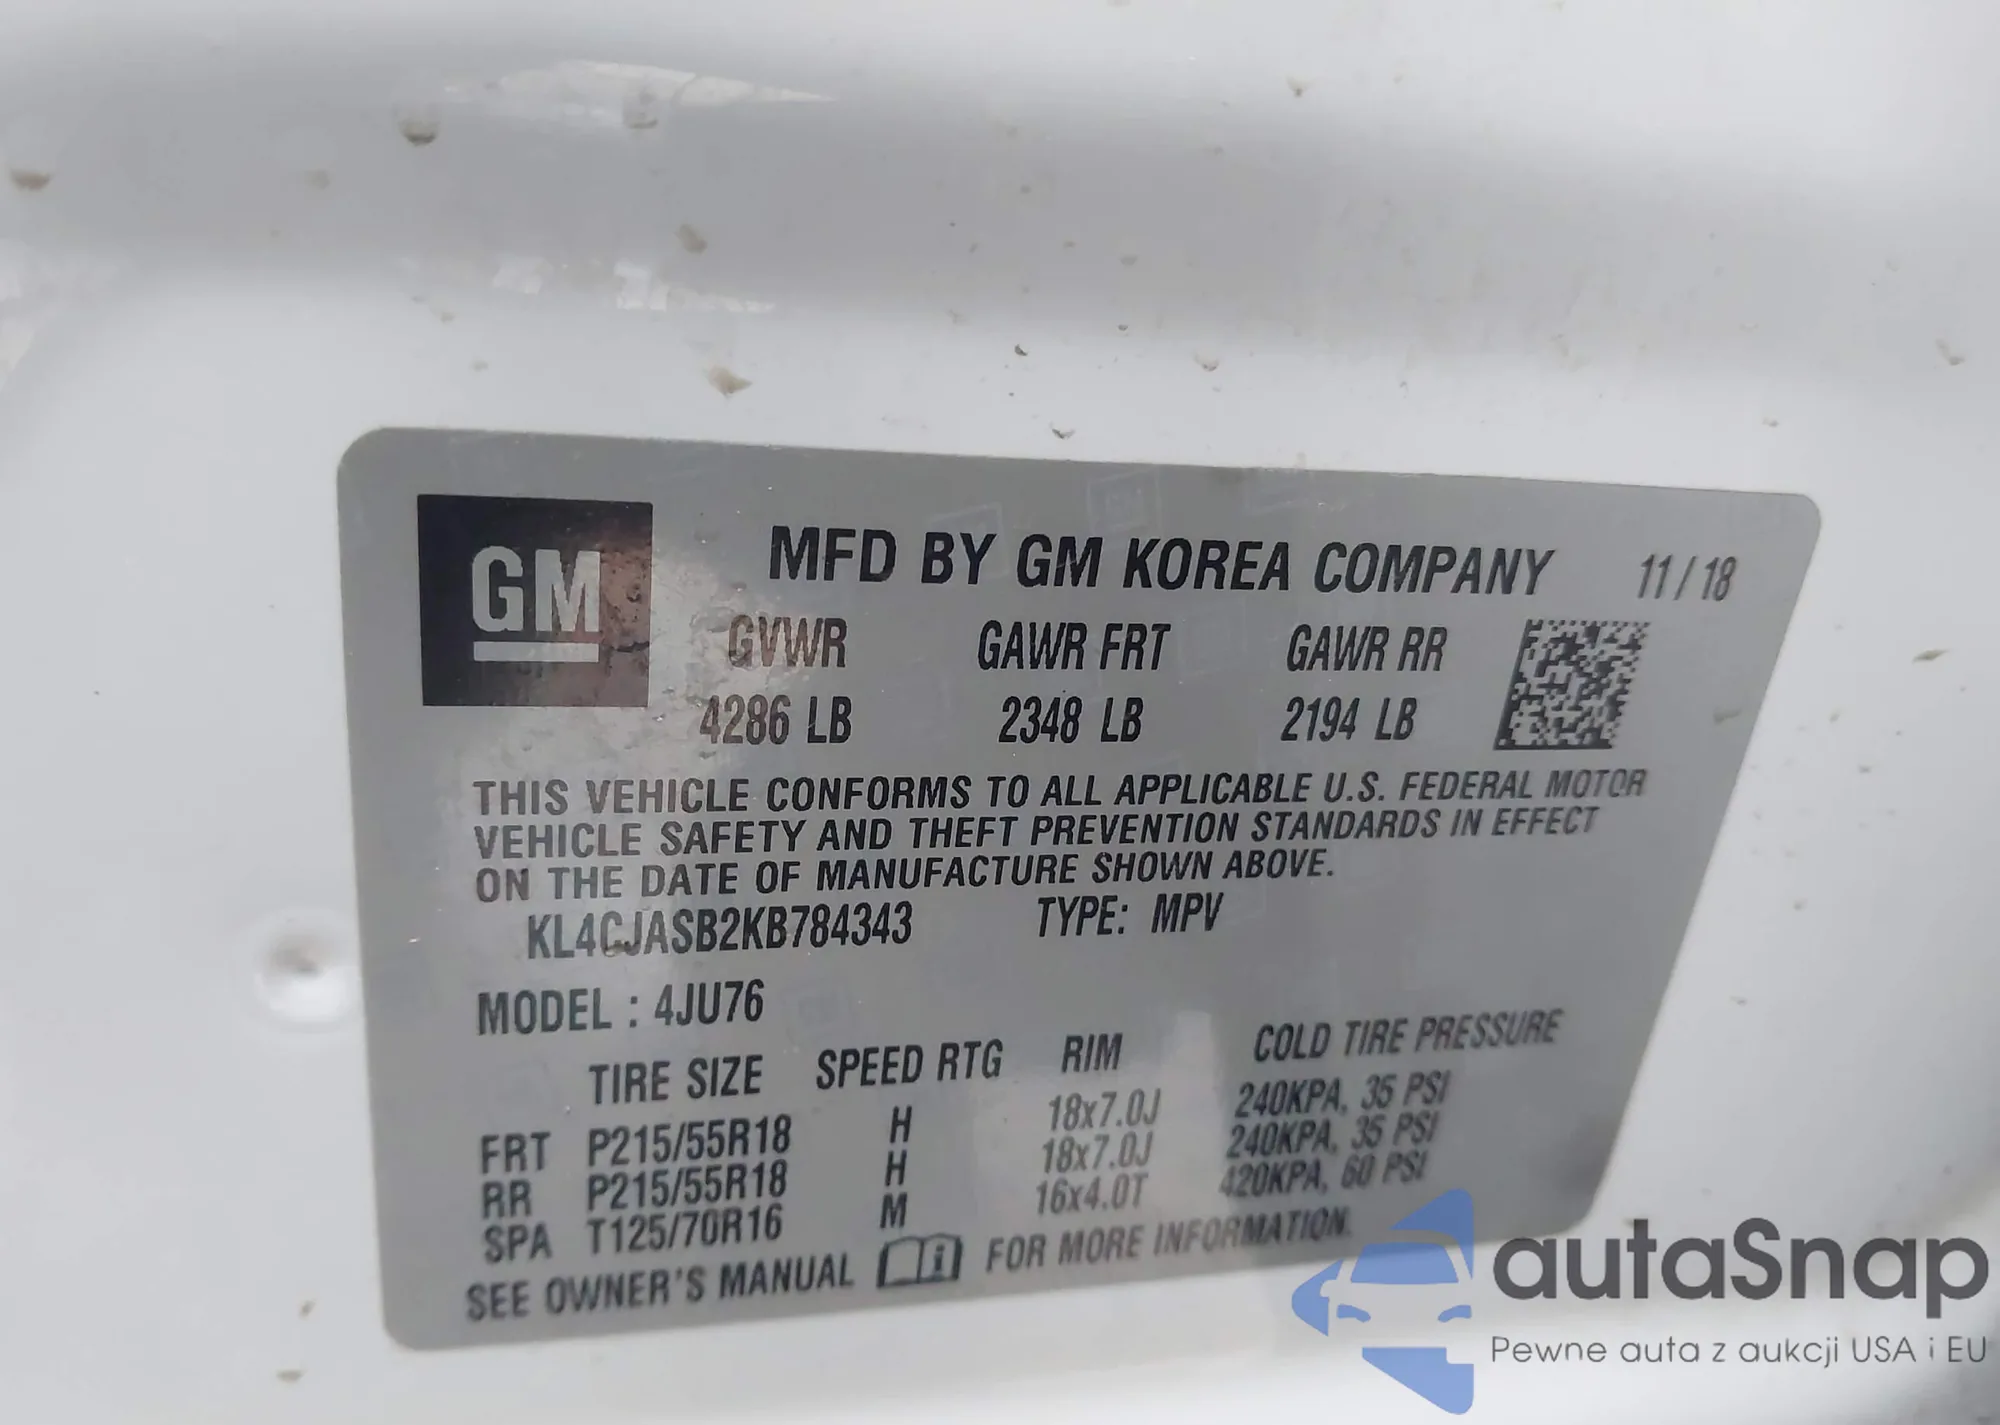 GM
MFD BY GM KOREA COMPANY 11/18
GVWR GAWR FRT GAWR RR
4286 LB 2348 LB 2194 LB
THIS VEHICLE CONFORMS TO ALL APPLICABLE U.S. FEDERAL MOTOR
VEHICLE SAFETY AND THEFT PREVENTION STANDARDS IN EFFECT
ON THE DATE OF MANUFACTURE SHOWN ABOVE.
KL4CJASB2KB784343 TYPE: MPV
MODEL : 4JU76
TIRE SIZE SPEED RTG RIM COLD TIRE PRESSURE
FRT P215/55R18 H 18x7.0J 240KPA, 35 PSI
RR P215/55R18 H 18x7.0J 240KPA, 35 PSI
SPA T125/70R16 M 16x4.0T 420KPA, 60 PSI
SEE OWNER'S MANUAL i FOR MORE INFORMATION.
autaSnap
Pewne auta z aukcji USA i EU